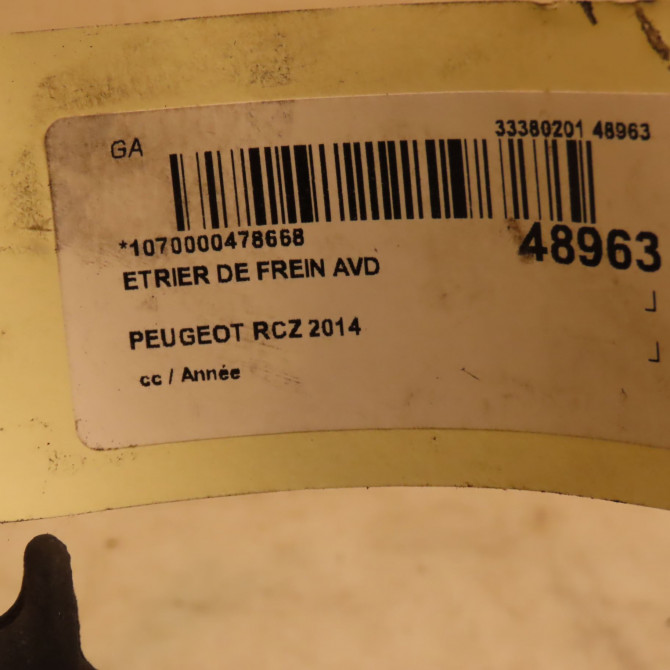 GA
33380201 48963
*1070000478668
48963
ETRIER DE FREIN AVD
PEUGEOT RCZ 2014
cc / Année